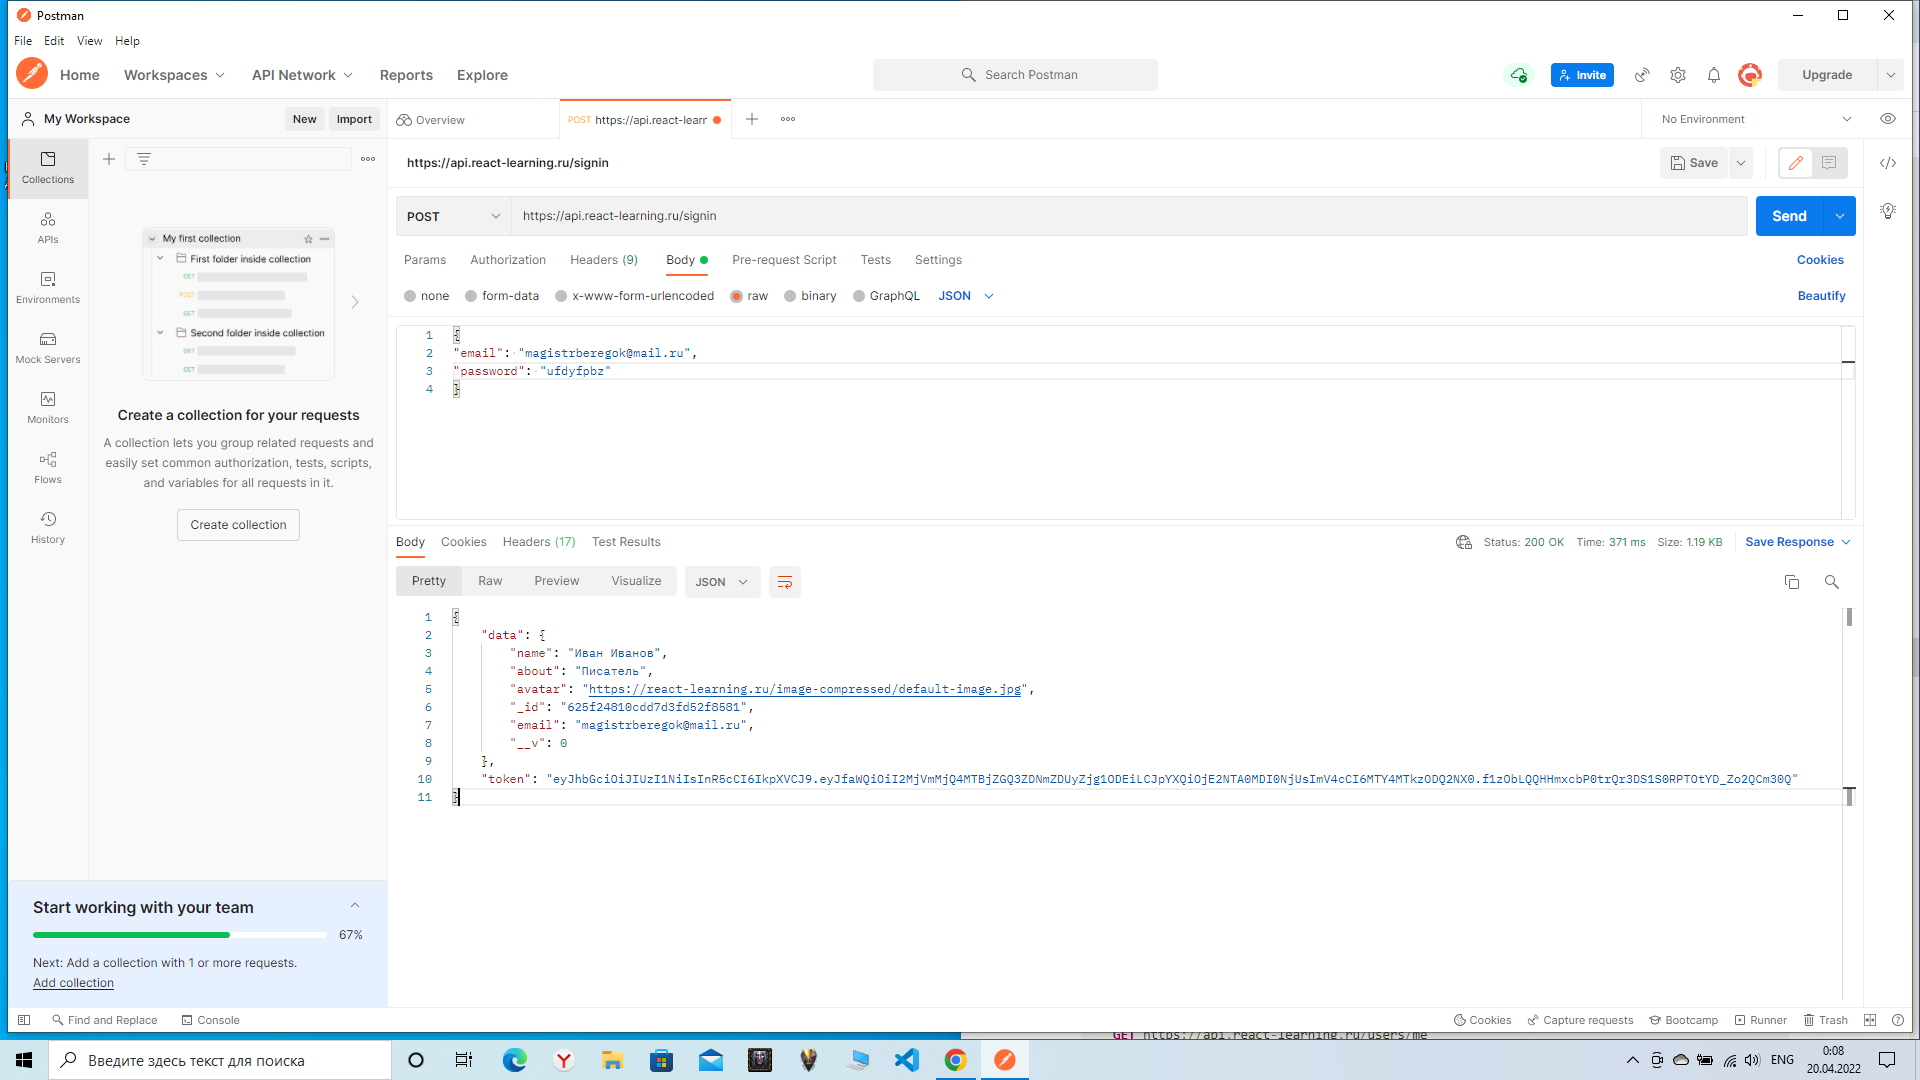 Postman
File Edit View Help
Home Workspaces API Network Reports Explore Search Postman Invite Upgrade
My Workspace New Import Overview POST https://api.react-learn No Environment
https://api.react-learning.ru/signin Save
POST https://api.react-learning.ru/signin Send
Params Authorization Headers (9) Body Pre-request Script Tests Settings Cookies
none form-data x-www-form-urlencoded raw binary GraphQL JSON Beautify
1 {
2 "email": "magistrberegok@mail.ru",
3 "password": "ufdyfpbz"
4 }
Collections
APIs
Environments
Mock Servers
Monitors
Flows
History
My first collection
First folder inside collection
GET
POST
GET
Second folder inside collection
GET
GET
Create a collection for your requests
A collection lets you group related requests and
easily set common authorization, tests, scripts,
and variables for all requests in it.
Create collection
Body Cookies Headers (17) Test Results Status: 200 OK Time: 371 ms Size: 1.19 KB Save Response
Pretty Raw Preview Visualize JSON
1 {
2 "data": {
3 "name": "Иван Иванов",
4 "about": "Писатель",
5 "avatar": "https://react-learning.ru/image-compressed/default-image.jpg",
6 "_id": "625f24810cdd7d3fd52f8581",
7 "email": "magistrberegok@mail.ru",
8 "__v": 0
9 },
10 "token": "eyJhbGciOiJIUzI1NiIsInR5cCI6IkpXVCJ9.eyJfaWQiOiI2MjVmMjQ4MTBjZGQ3ZDNmZDUyZjg1ODEiLCJpYXQiOjE2NTA0MDI0NjUsImV4cCI6MTY4MTkzODQ2NX0.f1zObLQQHHmxcbP0trQr3DS1S0RPTOtYD_Zo2QCm30Q"
11 }
Start working with your team
67%
Next: Add a collection with 1 or more requests.
Add collection
Find and Replace Console Cookies Capture requests Bootcamp Runner Trash
GET https://api.react-learning.ru/users/me
Введите здесь текст для поиска
ENG
0:08
20.04.2022